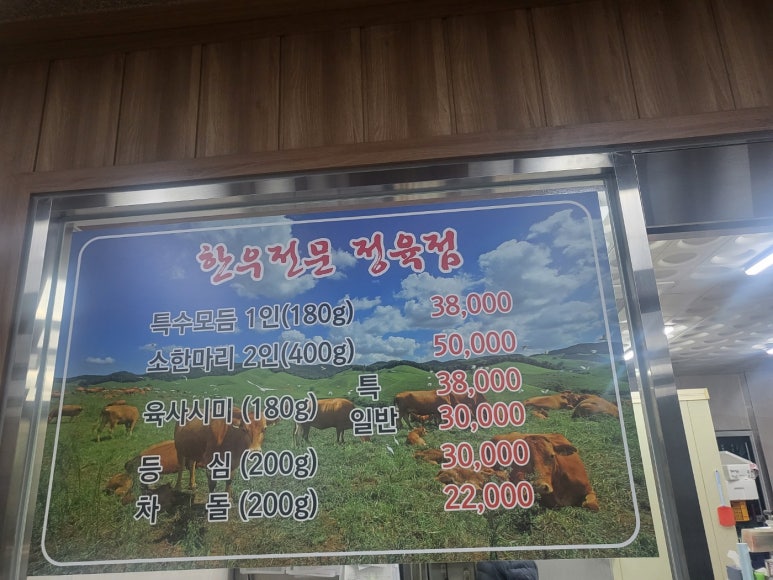 한우전문 정육점
특수모듬 1인(180g) 38,000
소한마리 2인(400g) 50,000
육사시미 (180g) 특 38,000
일반 30,000
등 심 (200g) 30,000
차 돌 (200g) 22,000